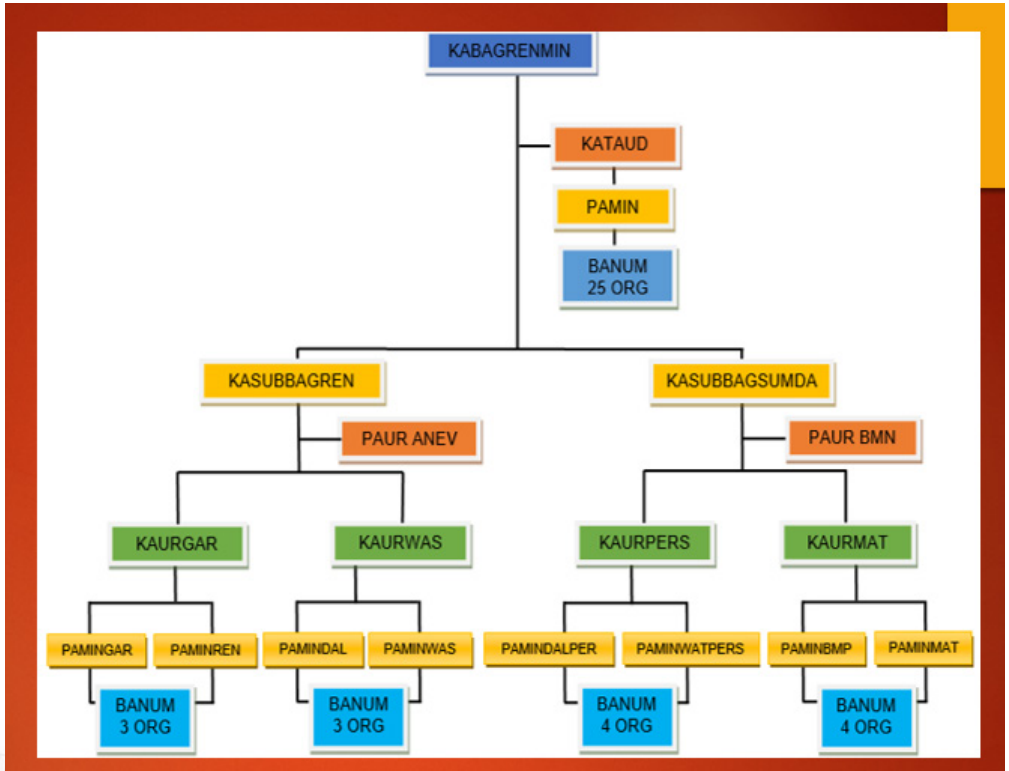 KABAGRENMIN
KATAUD
PAMIN
BANUM
25 ORG
KASUBBAGREN
KASUBBAGSUMDA
PAUR ANEV
PAUR BMN
KAURGAR
KAURWAS
KAURPERS
KAURMAT
PAMINGAR
PAMINREN
PAMINDAL
PAMINWAS
PAMINDALPER
PAMINWATPERS
PAMINBMP
PAMINMAT
BANUM
3 ORG
BANUM
3 ORG
BANUM
4 ORG
BANUM
4 ORG